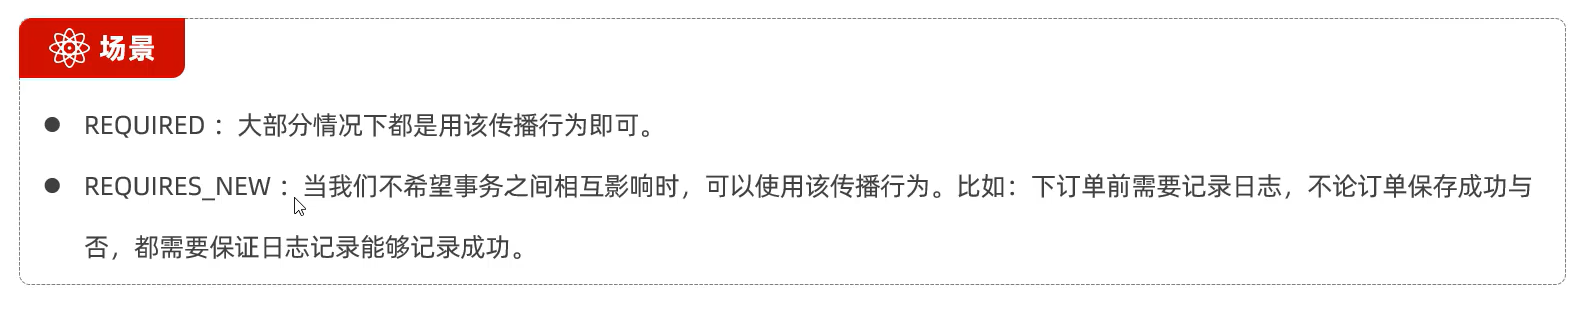 场景
● REQUIRED ：大部分情况下都是用该传播行为即可。
● REQUIRES_NEW ：当我们不希望事务之间相互影响时，可以使用该传播行为。比如：下订单前需要记录日志，不论订单保存成功与
否，都需要保证日志记录能够记录成功。